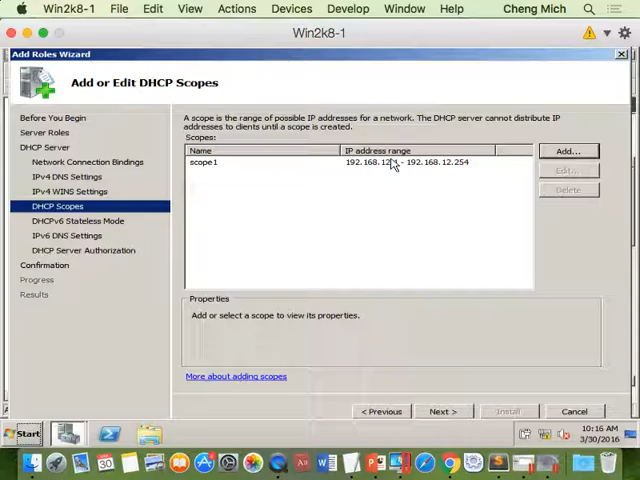 Win2k8-1 File Edit View Actions Devices Develop Window Help Cheng Mich
Win2k8-1
Add Roles Wizard
Add or Edit DHCP Scopes
Before You Begin
Server Roles
DHCP Server
Network Connection Bindings
IPv4 DNS Settings
IPv4 WINS Settings
DHCP Scopes
DHCPv6 Stateless Mode
IPv6 DNS Settings
DHCP Server Authorization
Confirmation
Progress
Results
A scope is the range of possible IP addresses for a network. The DHCP server cannot distribute IP
addresses to clients until a scope is created.
Scopes:
Name IP address range
scope1 - 192.168.12.254
Add...
Edit...
Delete
Properties
Add or select a scope to view its properties.
More about adding scopes
< Previous Next > Install Cancel
Start
10:16 AM
3/30/2016